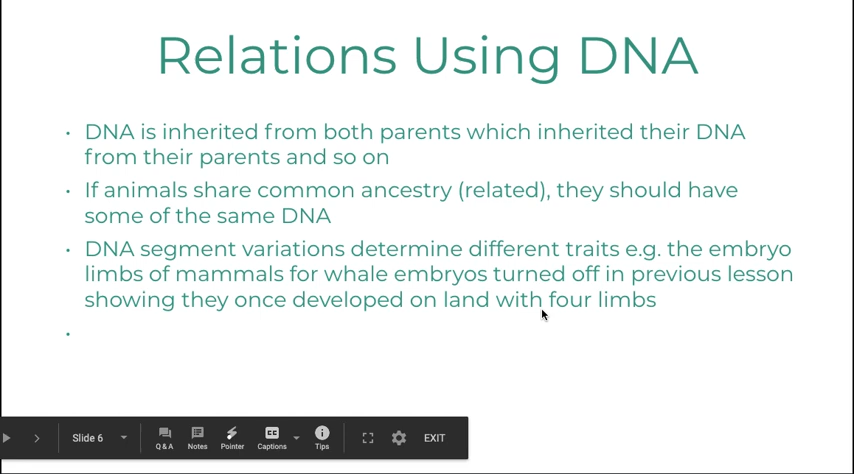 Relations Using DNA
• DNA is inherited from both parents which inherited their DNA
from their parents and so on
• If animals share common ancestry (related), they should have
some of the same DNA
• DNA segment variations determine different traits e.g. the embryo
limbs of mammals for whale embryos turned off in previous lesson
showing they once developed on land with four limbs
•
Slide 6
Q & A
Notes
Pointer
CC
Captions
Tips
EXIT